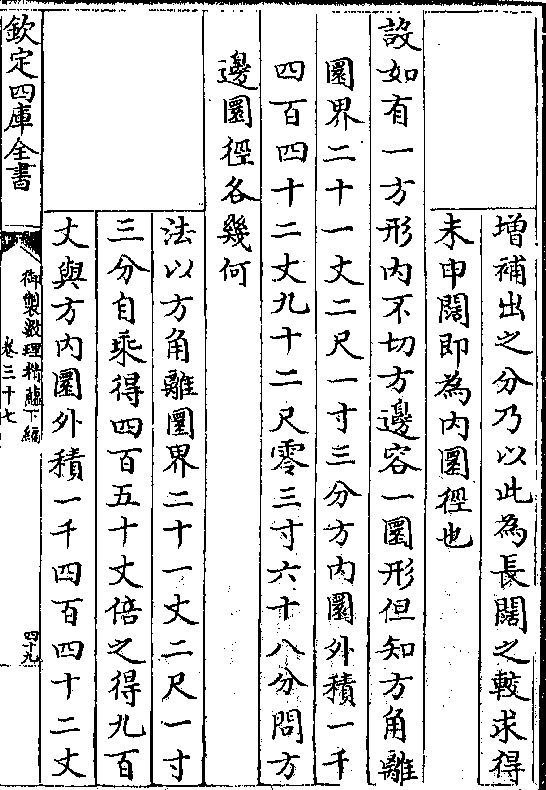 增補出之分乃以此為長闊之較求得
未申闊即為内圜徑也
設如有一方形内不切方邊容一圜形但知方角離
圜界二十一丈二尺一寸三分方内圜外積一千
四百四十二丈九十二尺零三寸六十八分問方
邊圜徑各幾何
法以方角離圜界二十一丈二尺一寸
三分自乘得四百五十丈倍之得九百
丈與方内圜外積一千四百四十二丈
欽定四庫全書
御製數理精藴下編
卷三十七
四十九